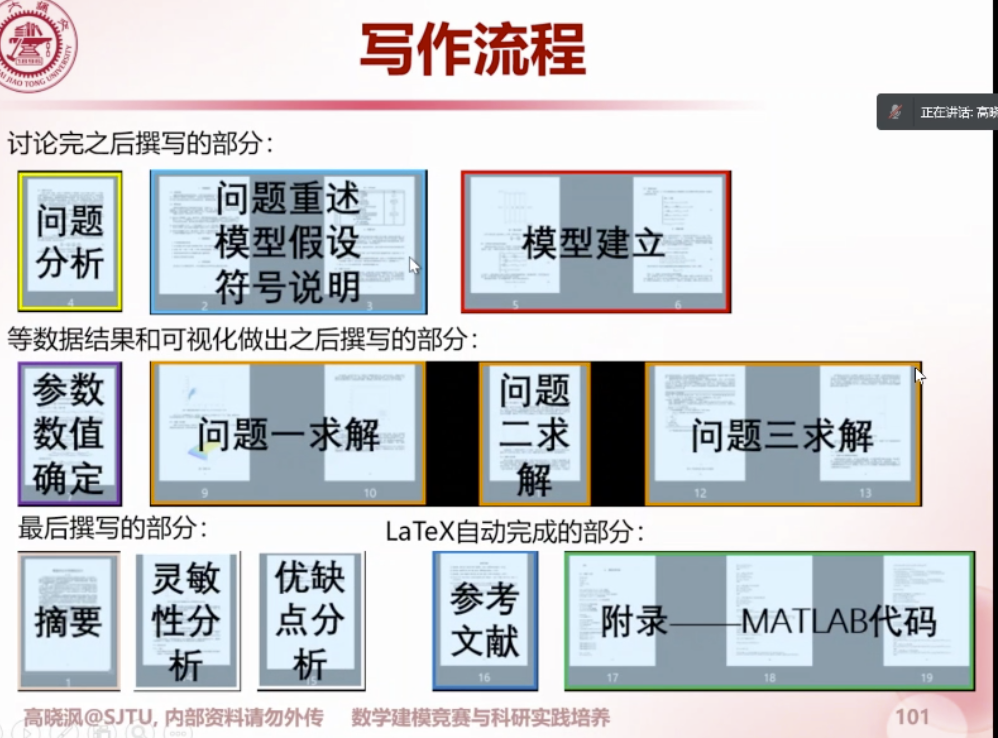 写作流程
正在讲话: 高晓
讨论完之后撰写的部分：
问题
分析
4
问题重述
模型假设
符号说明
2
3
模型建立
5
6
等数据结果和可视化做出之后撰写的部分：
参数
数值
确定
问题一求解
9
10
问题
二求
解
问题三求解
12
13
最后撰写的部分：
LaTeX自动完成的部分：
摘要
1
灵敏
性分
析
优缺
点分
析
参考
文献
16
附录——MATLAB代码
17
18
19
高晓沨@SJTU, 内部资料请勿外传
数学建模竞赛与科研实践培养
101